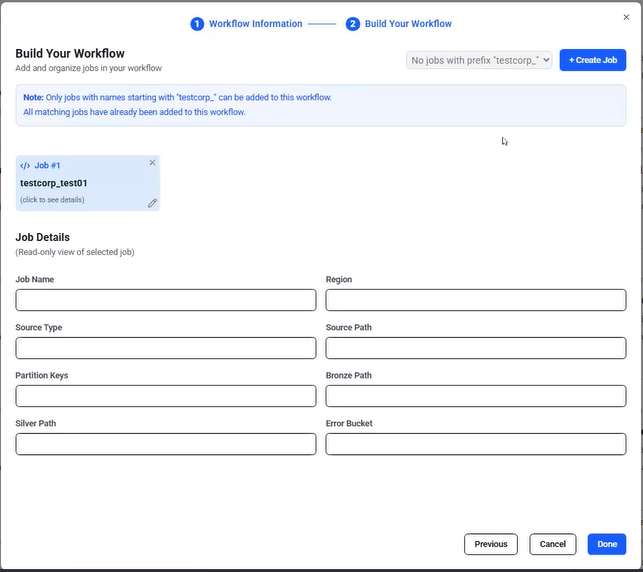 1 Workflow Information 2 Build Your Workflow
×
Build Your Workflow
Add and organize jobs in your workflow
No jobs with prefix "testcorp_"
+ Create Job
Note: Only jobs with names starting with "testcorp_" can be added to this workflow.
All matching jobs have already been added to this workflow.
</> Job #1 ×
testcorp_test01
(click to see details)
Job Details
(Read-only view of selected job)
Job Name Region
Source Type Source Path
Partition Keys Bronze Path
Silver Path Error Bucket
Previous Cancel Done